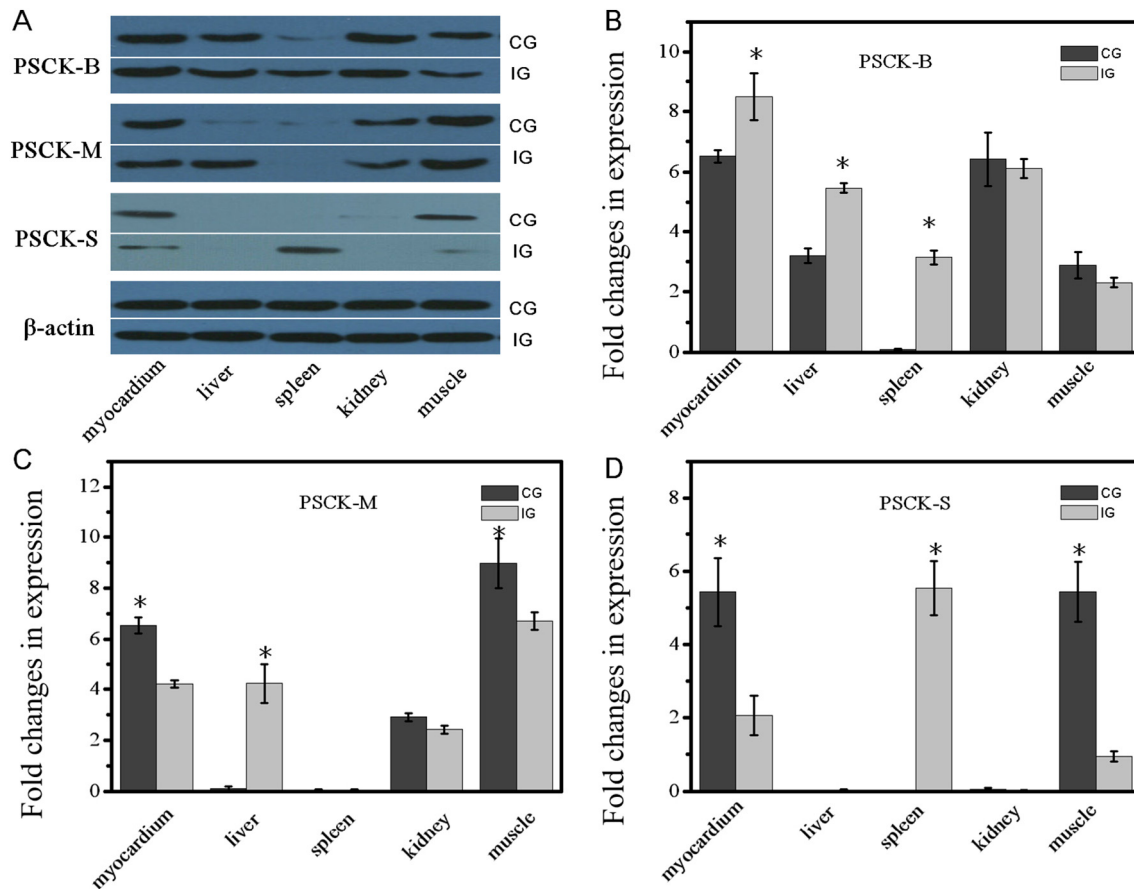 A
PSCK-B
CG
IG
PSCK-M
CG
IG
PSCK-S
CG
IG
β-actin
CG
IG
myocardium
liver
spleen
kidney
muscle
B
PSCK-B
CG
IG
Fold changes in expression
10
8
6
4
2
0
*
*
*
myocardium
liver
spleen
kidney
muscle
C
PSCK-M
CG
IG
Fold changes in expression
12
10
8
6
4
2
0
*
*
*
myocardium
liver
spleen
kidney
muscle
D
PSCK-S
CG
IG
Fold changes in expression
8
6
4
2
0
*
*
*
myocardium
liver
spleen
kidney
muscle